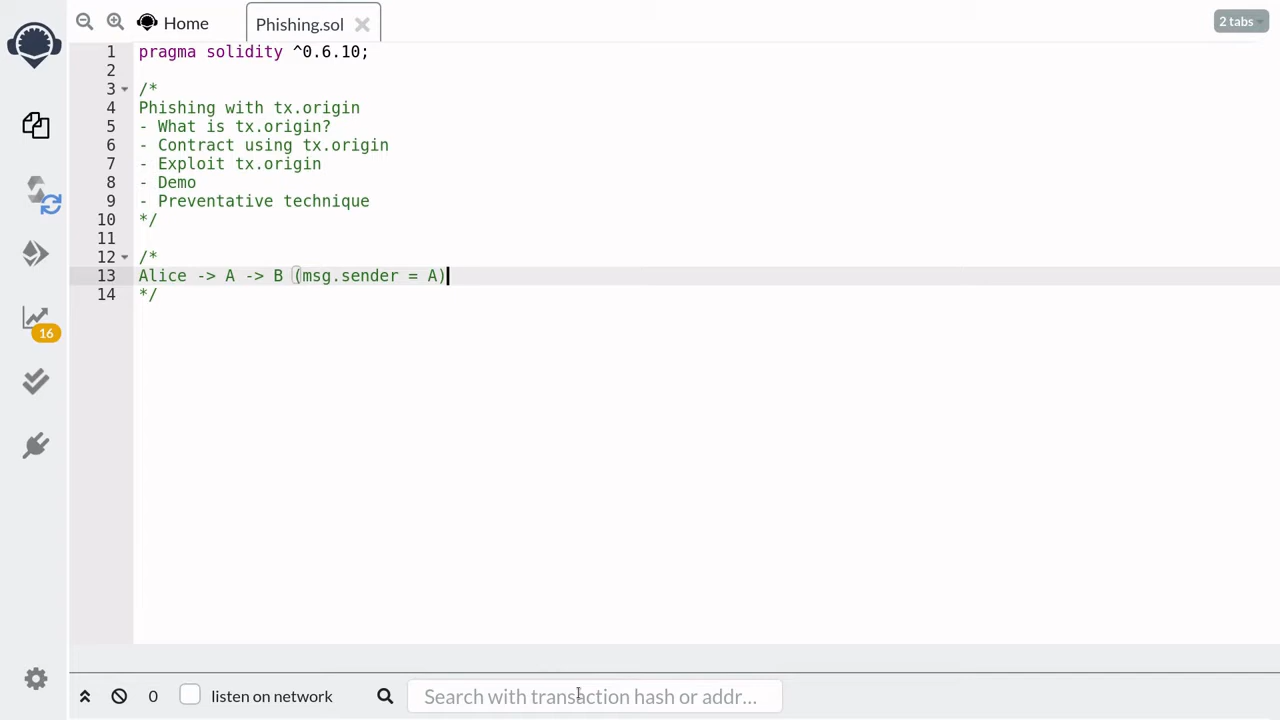 Home
Phishing.sol
2 tabs
1 pragma solidity ^0.6.10;
2
3 /*
4 Phishing with tx.origin
5 - What is tx.origin?
6 - Contract using tx.origin
7 - Exploit tx.origin
8 - Demo
9 - Preventative technique
10 */
11
12 /*
13 Alice -> A -> B (msg.sender = A)
14 */
16
0
listen on network
Search with transaction hash or addr...